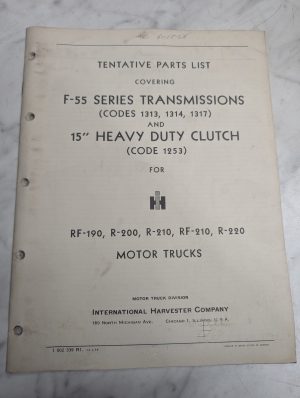 TENTATIVE PARTS LIST
COVERING
F-55 SERIES TRANSMISSIONS
(CODES 1313, 1314, 1317)
AND
15" HEAVY DUTY CLUTCH
(CODE 1253)
FOR
IH
RF-190, R-200, R-210, RF-210, R-220
MOTOR TRUCKS
MOTOR TRUCK DIVISION
INTERNATIONAL HARVESTER COMPANY
180 NORTH MICHIGAN AVE. CHICAGO 1, ILLINOIS, U.S.A.